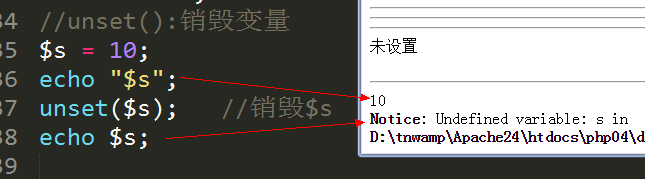 34 //unset():销毁变量
35 $s = 10;
36 echo "$s";
37 unset($s); //销毁$s
38 echo $s;
39
未设置
10
Notice: Undefined variable: s in
D:\tnwamp\Apache24\htdocs\php04\d